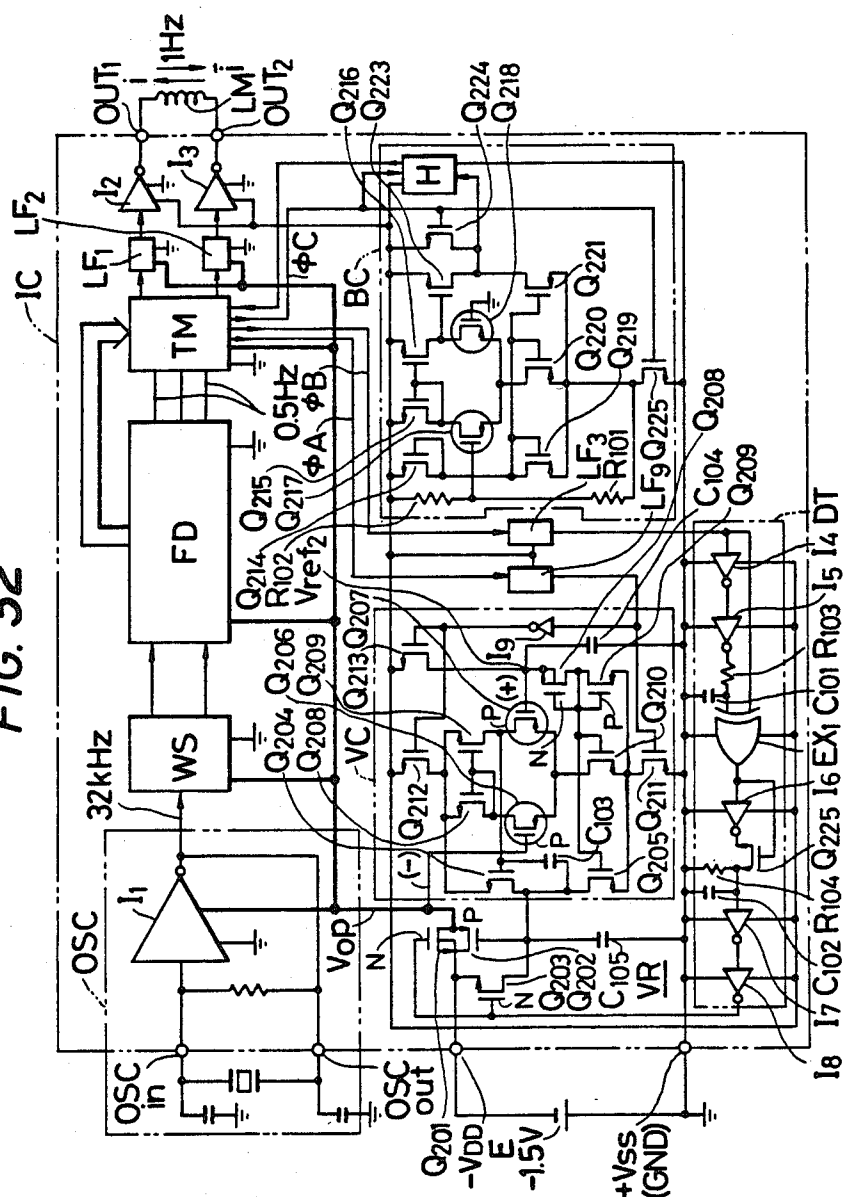 FIG. 32
OSC
I1
32kHz
WS
FD
TM
0.5Hz
LF1
LF2
IC
I2
I3
OUT1
OUT2
i
LM
i
1Hz
OSC in
OSC out
Vop
φA
φB
φC
BC
H
Q216
Q223
Q224
Q218
Q221
Q220
Q219
Q215
Q217
Q214
R102
Vref2
R101
Q225
LF3
LF9
Q208
C104
Q209
VC
Q206
Q209
Q207
Q204
Q208
Q213
Q212
(-)
(+)
P
P
N
P
I9
C103
Q210
Q211
Q205
N
P
N
Q203
Q202
C105
VR
Q201
-VDD
E
-1.5V
+Vss
(GND)
DT
I4
I5
R103
C101
EX1
I6
Q225
R104
C102
I7
I8